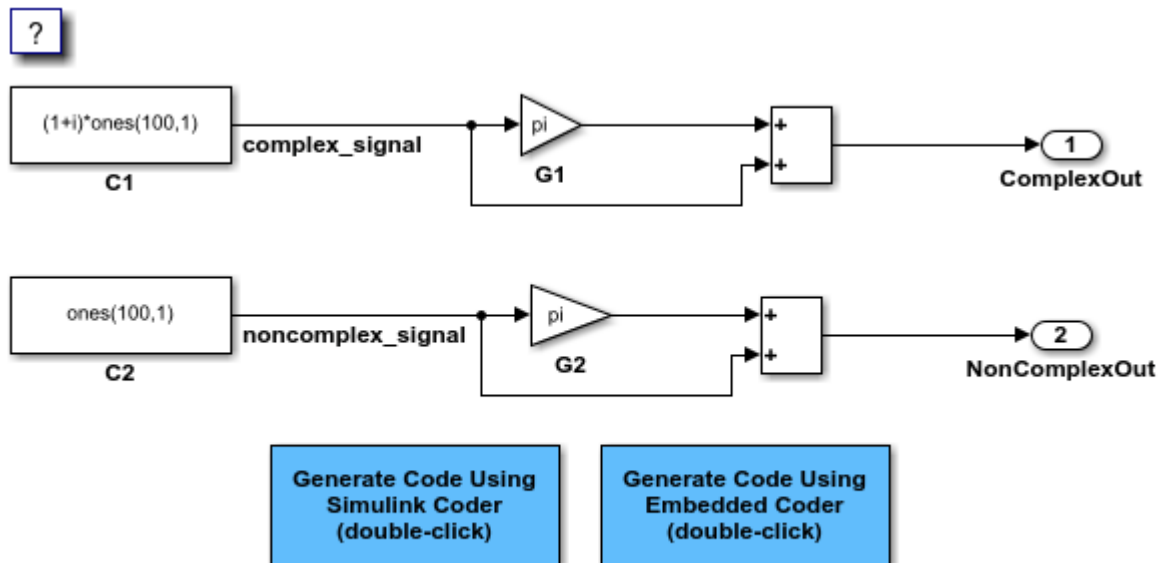 ?
(1+i)*ones(100,1)
C1
complex_signal
pi
G1
+
+
1
ComplexOut
ones(100,1)
C2
noncomplex_signal
pi
G2
+
+
2
NonComplexOut
Generate Code Using
Simulink Coder
(double-click)
Generate Code Using
Embedded Coder
(double-click)